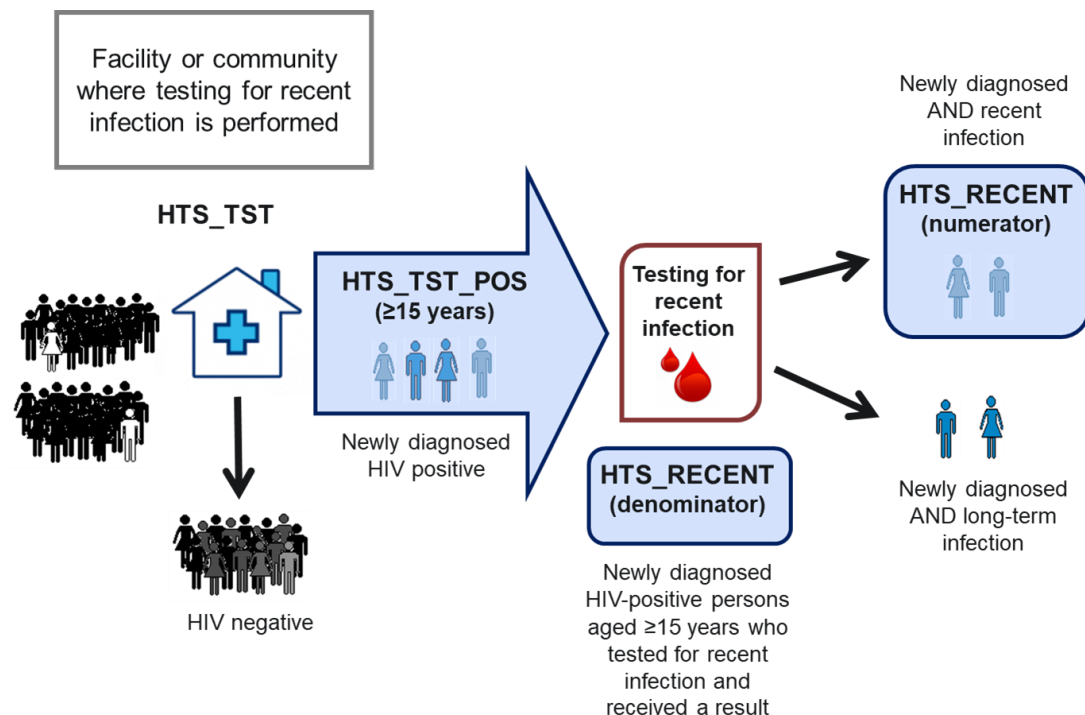 Facility or community
where testing for recent
infection is performed
HTS_TST
HIV negative
HTS_TST_POS
(≥15 years)
Newly diagnosed
HIV positive
Testing for
recent
infection
HTS_RECENT
(denominator)
Newly diagnosed
HIV-positive persons
aged ≥15 years who
tested for recent
infection and
received a result
Newly diagnosed
AND recent
infection
HTS_RECENT
(numerator)
Newly diagnosed
AND long-term
infection